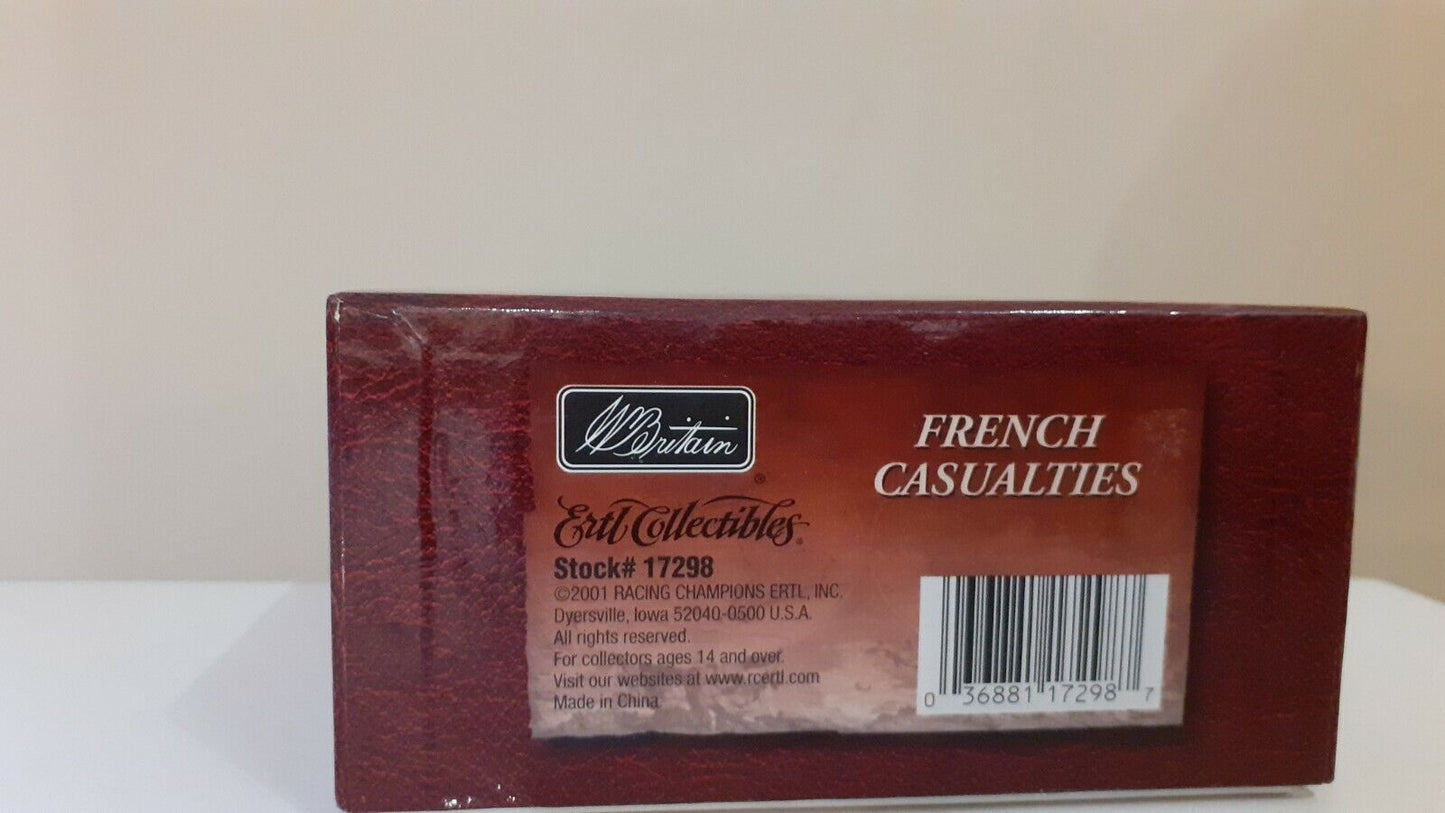 W Britain
®
Ertl Collectibles®
Stock# 17298
©2001 RACING CHAMPIONS ERTL, INC.
Dyersville, Iowa 52040-0500 U.S.A.
All rights reserved.
For collectors ages 14 and over.
Visit our websites at www.rcertl.com
Made in China
FRENCH
CASUALTIES
0 36881 17298 7